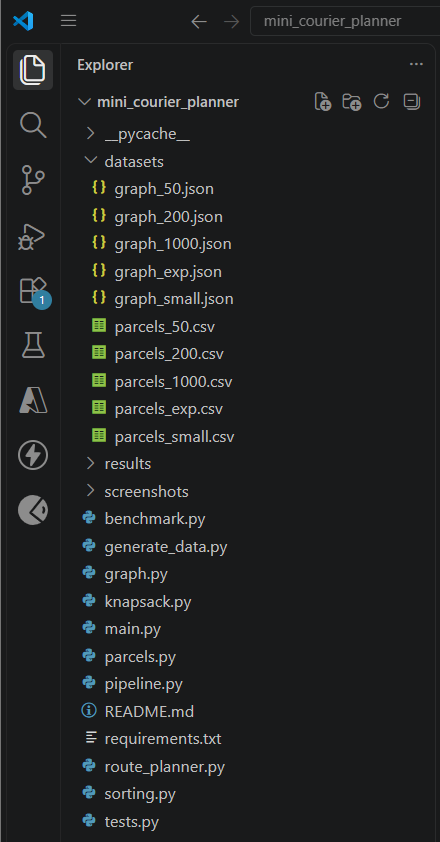 mini_courier_planner
Explorer
mini_courier_planner
__pycache__
datasets
graph_50.json
graph_200.json
graph_1000.json
graph_exp.json
graph_small.json
parcels_50.csv
parcels_200.csv
parcels_1000.csv
parcels_exp.csv
parcels_small.csv
results
screenshots
benchmark.py
generate_data.py
graph.py
knapsack.py
main.py
parcels.py
pipeline.py
README.md
requirements.txt
route_planner.py
sorting.py
tests.py
1